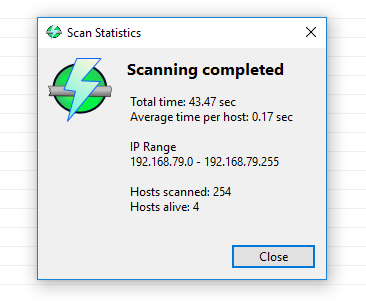 Scan Statistics
Scanning completed
Total time: 43.47 sec
Average time per host: 0.17 sec
IP Range
192.168.79.0 - 192.168.79.255
Hosts scanned: 254
Hosts alive: 4
Close